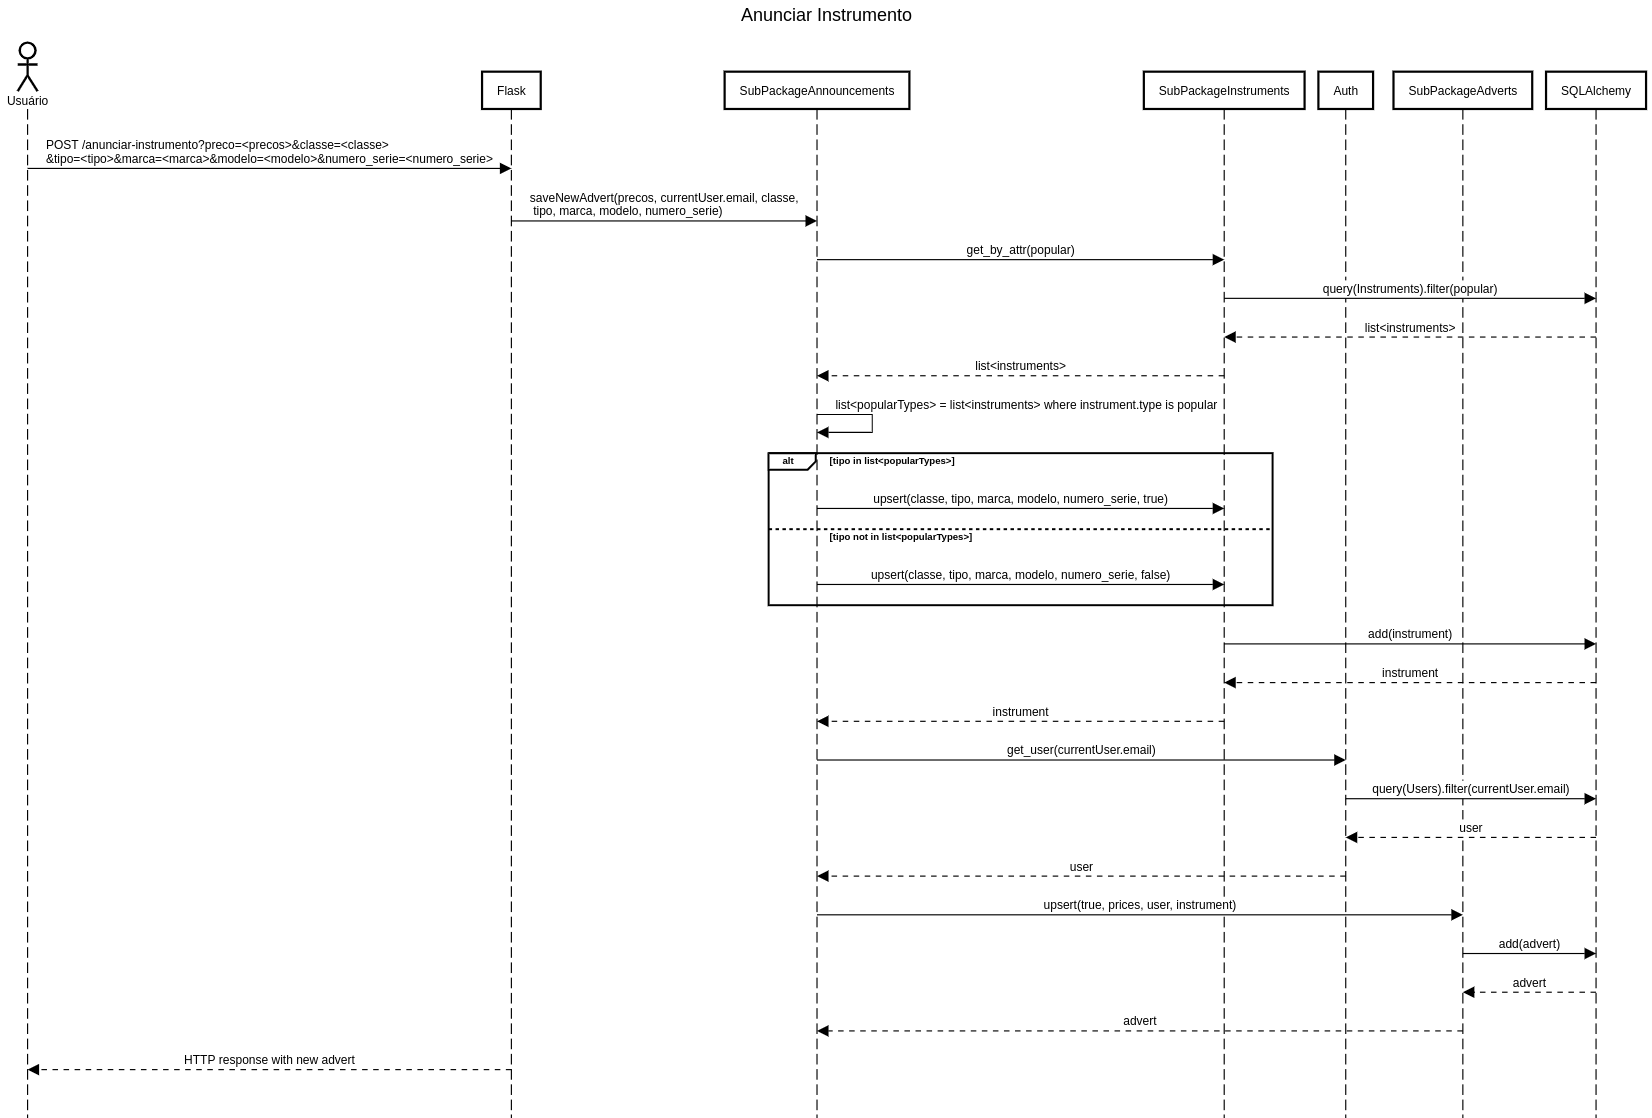 Anunciar Instrumento
Usuário
Flask
SubPackageAnnouncements
SubPackageInstruments
Auth
SubPackageAdverts
SQLAlchemy
POST /anunciar-instrumento?preco=<precos>&classe=<classe>
&tipo=<tipo>&marca=<marca>&modelo=<modelo>&numero_serie=<numero_serie>
saveNewAdvert(precos, currentUser.email, classe,
tipo, marca, modelo, numero_serie)
get_by_attr(popular)
query(Instruments).filter(popular)
list<instruments>
list<instruments>
list<popularTypes> = list<instruments> where instrument.type is popular
alt
[tipo in list<popularTypes>]
upsert(classe, tipo, marca, modelo, numero_serie, true)
[tipo not in list<popularTypes>]
upsert(classe, tipo, marca, modelo, numero_serie, false)
add(instrument)
instrument
instrument
get_user(currentUser.email)
query(Users).filter(currentUser.email)
user
user
upsert(true, prices, user, instrument)
add(advert)
advert
advert
HTTP response with new advert